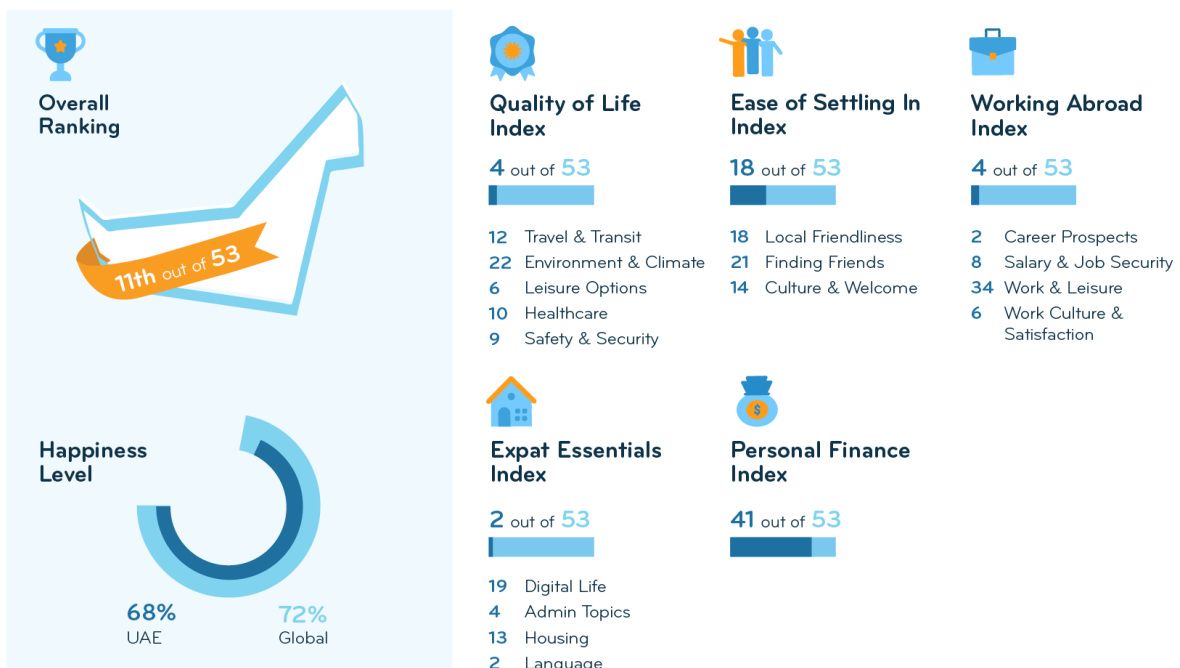 Overall
Ranking
11th out of 53
Happiness
Level
68%
UAE
72%
Global
Quality of Life
Index
4 out of 53
12 Travel & Transit
22 Environment & Climate
6 Leisure Options
10 Healthcare
9 Safety & Security
Ease of Settling In
Index
18 out of 53
18 Local Friendliness
21 Finding Friends
14 Culture & Welcome
Working Abroad
Index
4 out of 53
2 Career Prospects
8 Salary & Job Security
34 Work & Leisure
6 Work Culture &
Satisfaction
Expat Essentials
Index
2 out of 53
19 Digital Life
4 Admin Topics
13 Housing
2 Language
Personal Finance
Index
$
41 out of 53